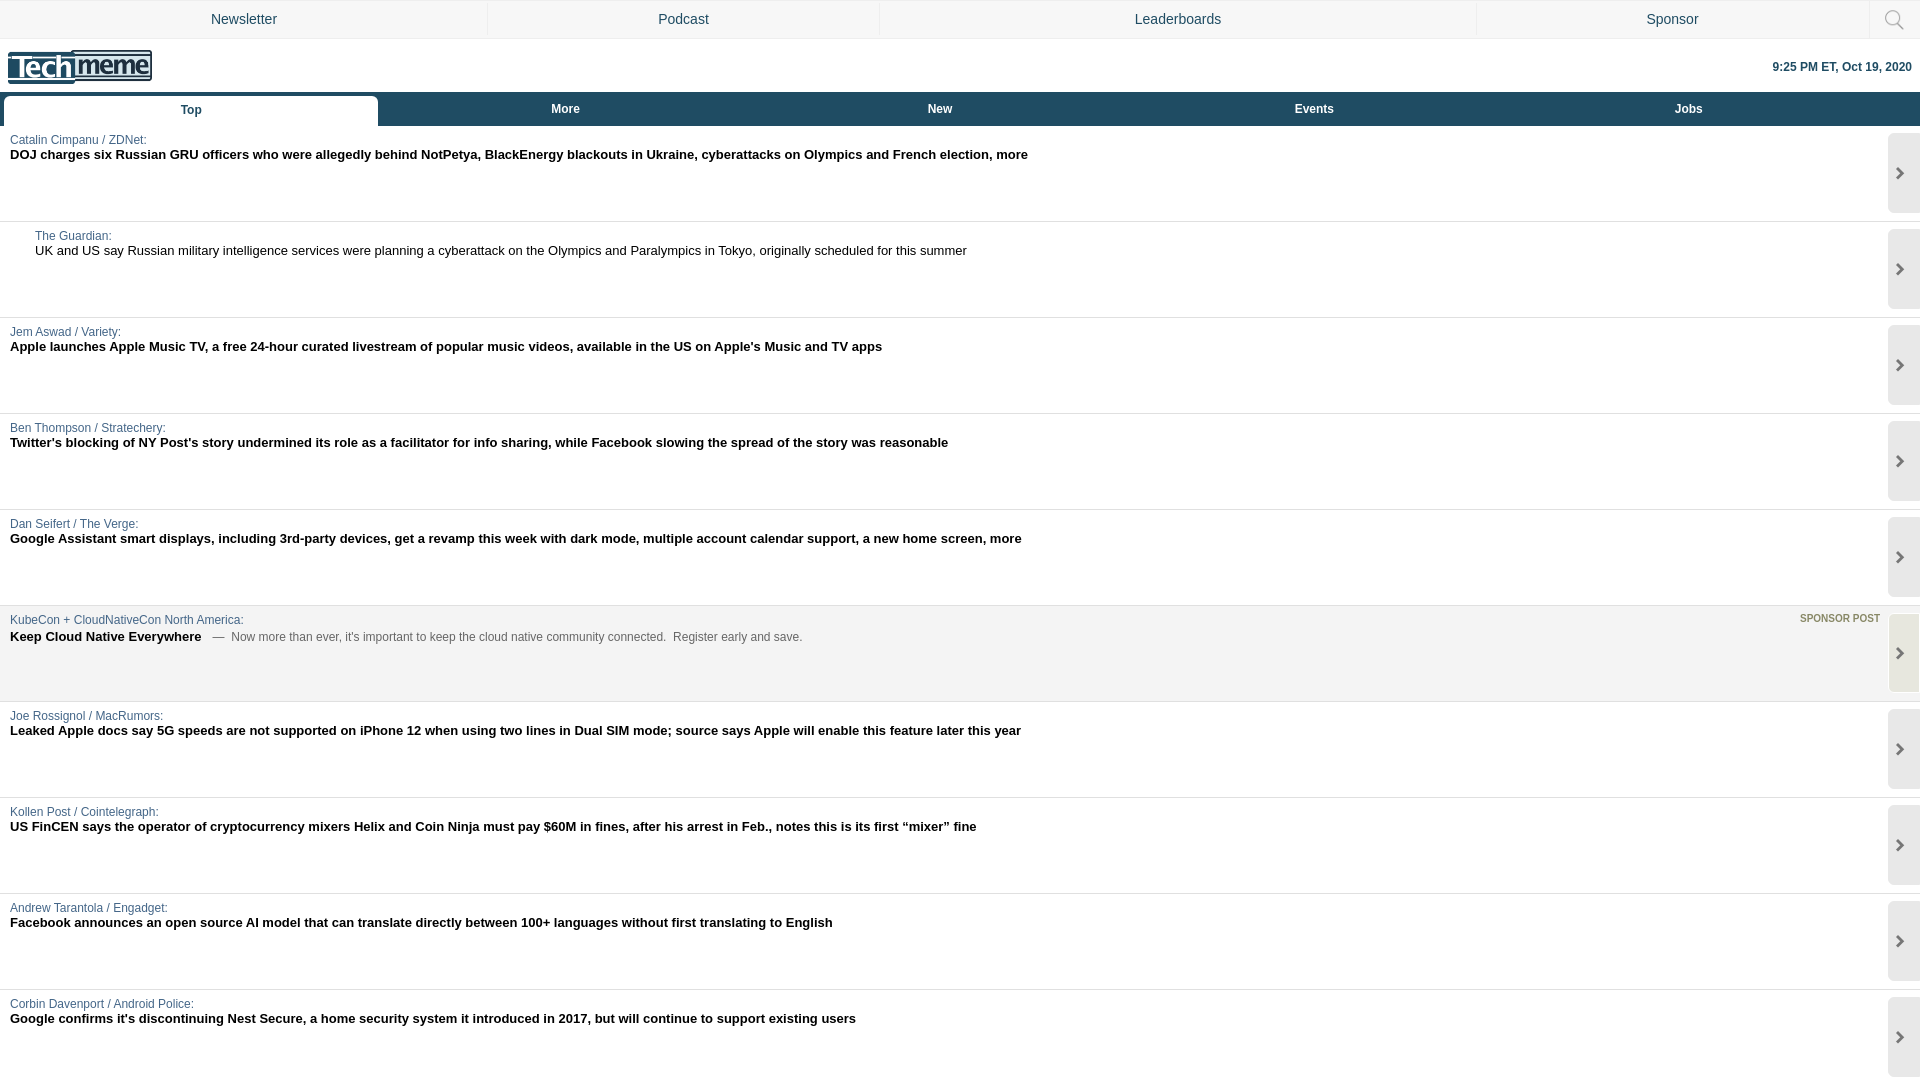 Newsletter
Podcast
Leaderboards
Sponsor
Techmeme
9:25 PM ET, Oct 19, 2020
Top
More
New
Events
Jobs
Catalin Cimpanu / ZDNet:
DOJ charges six Russian GRU officers who were allegedly behind NotPetya, BlackEnergy blackouts in Ukraine, cyberattacks on Olympics and French election, more
The Guardian:
UK and US say Russian military intelligence services were planning a cyberattack on the Olympics and Paralympics in Tokyo, originally scheduled for this summer
Jem Aswad / Variety:
Apple launches Apple Music TV, a free 24-hour curated livestream of popular music videos, available in the US on Apple's Music and TV apps
Ben Thompson / Stratechery:
Twitter's blocking of NY Post's story undermined its role as a facilitator for info sharing, while Facebook slowing the spread of the story was reasonable
Dan Seifert / The Verge:
Google Assistant smart displays, including 3rd-party devices, get a revamp this week with dark mode, multiple account calendar support, a new home screen, more
KubeCon + CloudNativeCon North America:
SPONSOR POST
Keep Cloud Native Everywhere — Now more than ever, it's important to keep the cloud native community connected. Register early and save.
Joe Rossignol / MacRumors:
Leaked Apple docs say 5G speeds are not supported on iPhone 12 when using two lines in Dual SIM mode; source says Apple will enable this feature later this year
Kollen Post / Cointelegraph:
US FinCEN says the operator of cryptocurrency mixers Helix and Coin Ninja must pay $60M in fines, after his arrest in Feb., notes this is its first “mixer” fine
Andrew Tarantola / Engadget:
Facebook announces an open source AI model that can translate directly between 100+ languages without first translating to English
Corbin Davenport / Android Police:
Google confirms it's discontinuing Nest Secure, a home security system it introduced in 2017, but will continue to support existing users